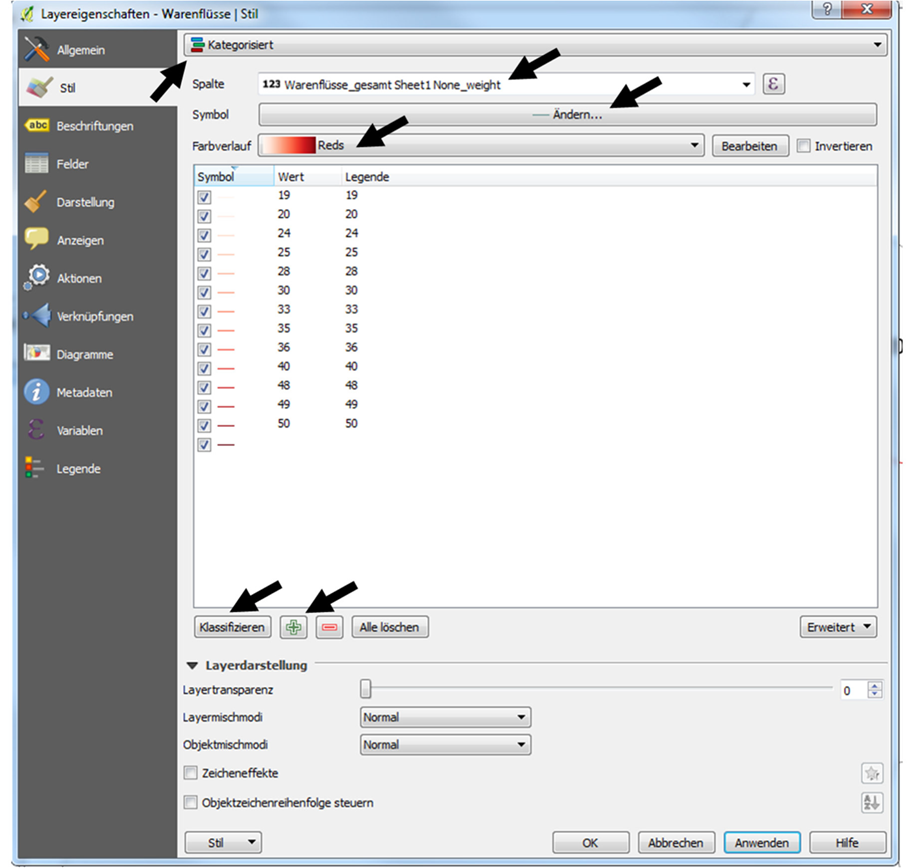 Layereigenschaften - Warenflüsse | Stil
Allgemein
Stil
abc Beschriftungen
Felder
Darstellung
Anzeigen
Aktionen
Verknüpfungen
Diagramme
Metadaten
Variablen
Legende
Kategorisiert
Spalte 123 Warenflüsse_gesamt Sheet1 None_weight ε
Symbol Ändern...
Farbverlauf Reds Bearbeiten Invertieren
Symbol Wert Legende
19 19
20 20
24 24
25 25
28 28
30 30
33 33
35 35
36 36
40 40
48 48
49 49
50 50
Klassifizieren Alle löschen Erweitert
Layerdarstellung
Layertransparenz 0
Layermischmodi Normal
Objektmischmodi Normal
Zeicheneffekte
Objektzeichenreihenfolge steuern
Stil OK Abbrechen Anwenden Hilfe